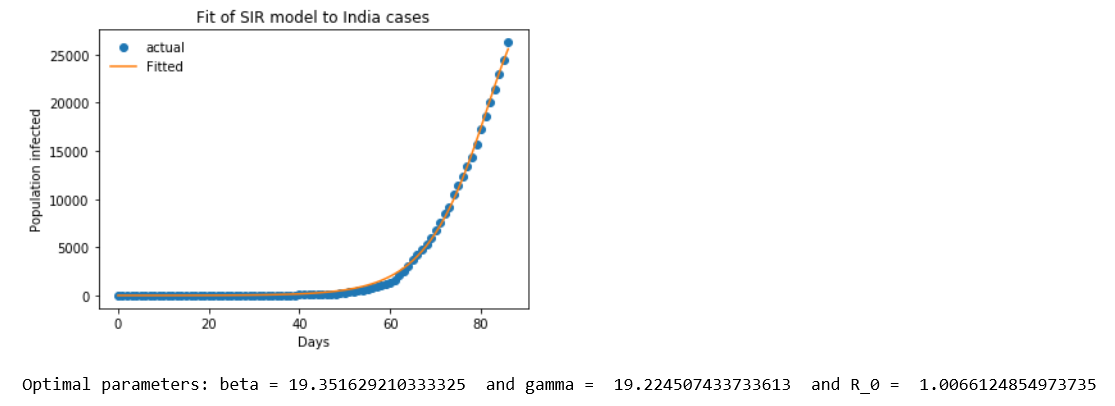 Fit of SIR model to India cases
actual
Fitted
25000
20000
15000
10000
5000
0
Population infected
0 20 40 60 80
Days
Optimal parameters: beta = 19.351629210333325 and gamma = 19.224507433733613 and R_0 = 1.0066124854973735